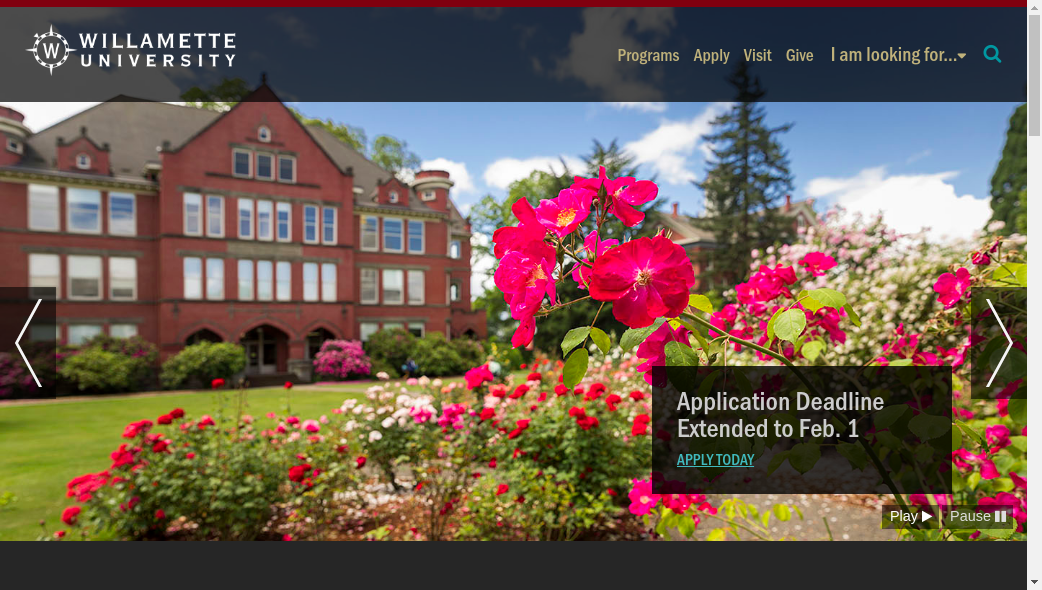 WILLAMETTE
UNIVERSITY
Programs Apply Visit Give I am looking for...
Application Deadline
Extended to Feb. 1
APPLY TODAY
Play Pause